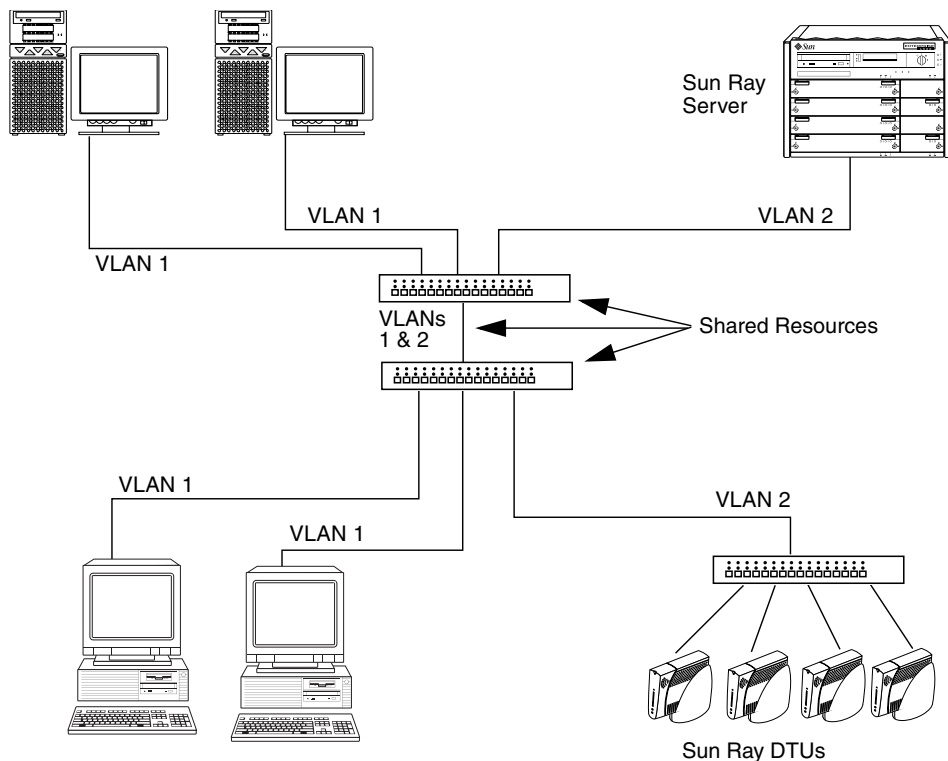 Sun
Sun Ray
Server
VLAN 1
VLAN 2
VLAN 1
VLANs
1 & 2
Shared Resources
VLAN 1
VLAN 2
VLAN 1
Sun Ray DTUs